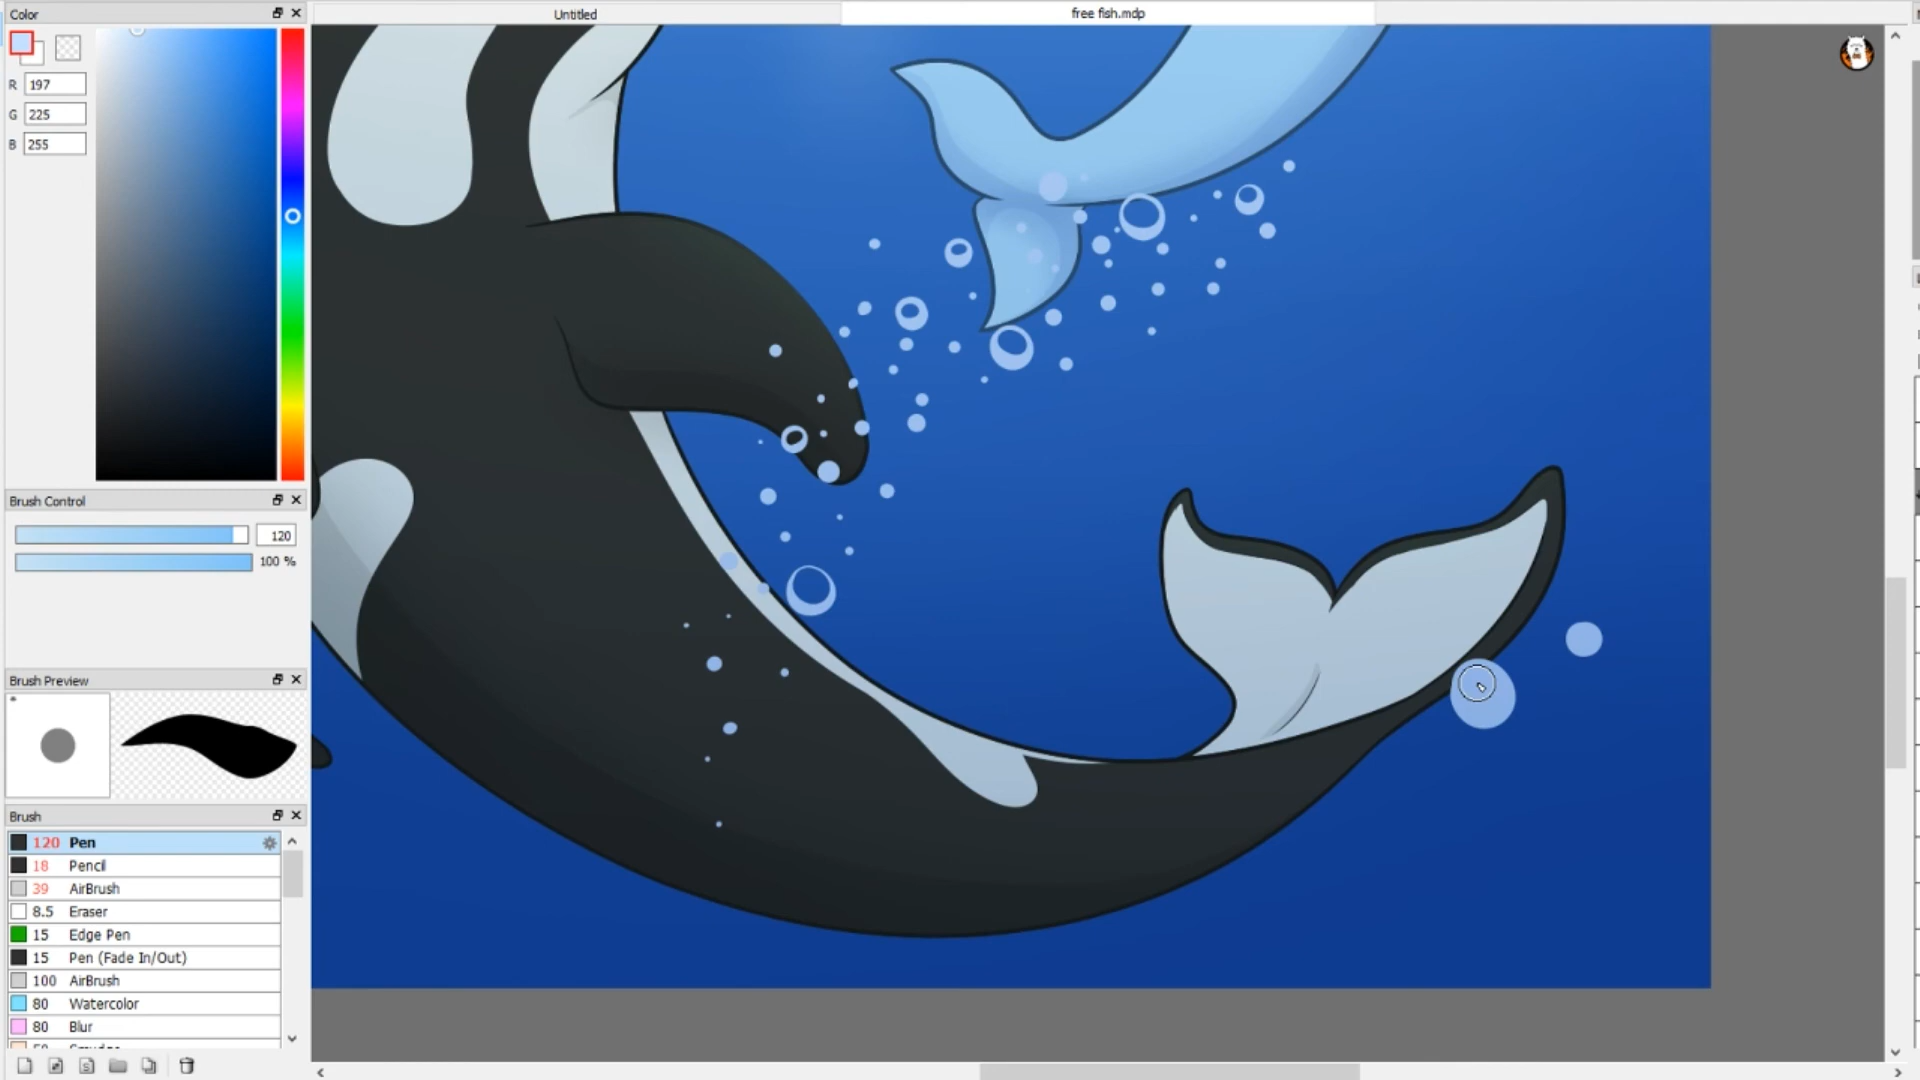 Color
Untitled
free fish.mdp
R 197
G 225
B 255
Brush Control
120
100 %
Brush Preview
*
Brush
120 Pen
18 Pencil
39 AirBrush
8.5 Eraser
15 Edge Pen
15 Pen (Fade In/Out)
100 AirBrush
80 Watercolor
80 Blur